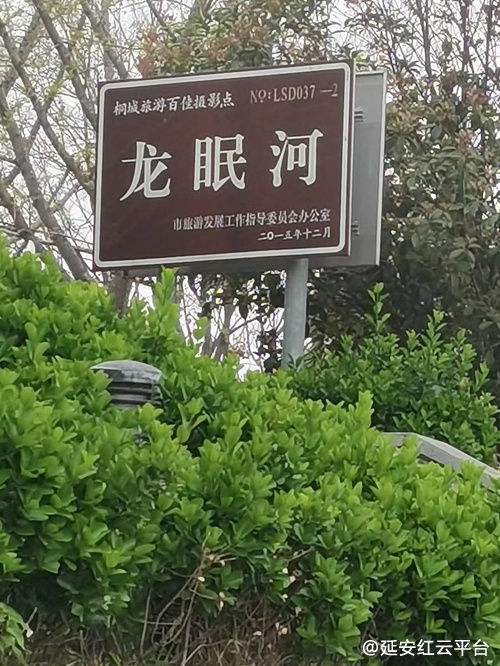 桐城旅游百佳摄影点 NO:LSD037—2
龙眠河
市旅游发展工作指导委员会办公室
二〇一五年十二月
@延安红云平台